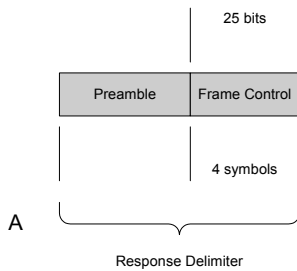 25 bits
Preamble Frame Control
4 symbols
A
Response Delimiter